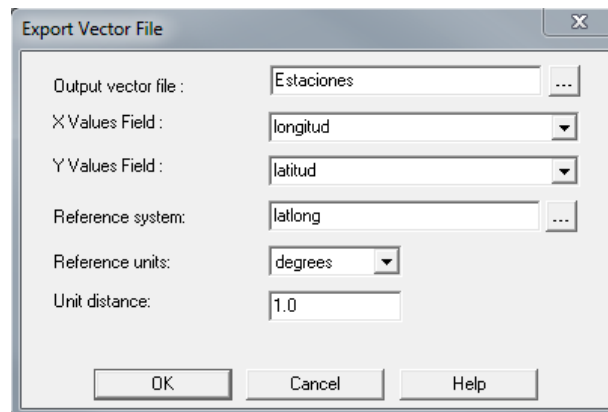 Export Vector File
Output vector file : Estaciones ...
X Values Field : longitud
Y Values Field : latitud
Reference system: latlong ...
Reference units: degrees
Unit distance: 1.0
OK Cancel Help